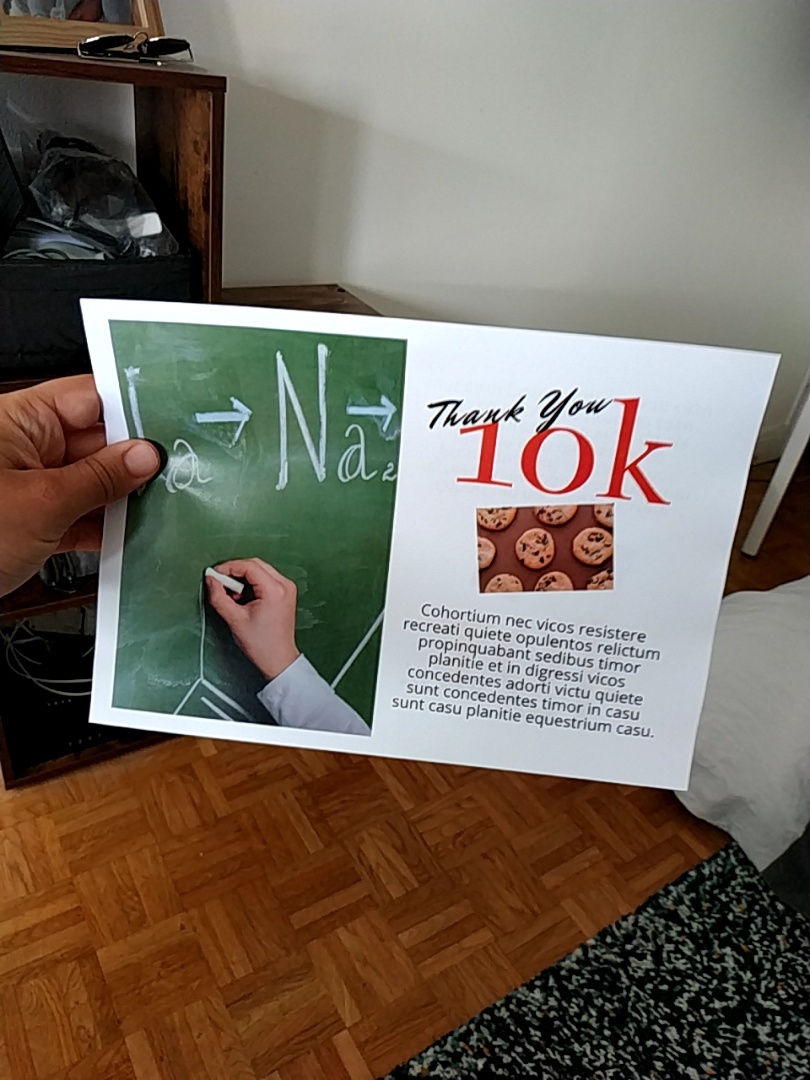 a → Na₂ →
Thank You
10k
Cohortium nec vicos resistere
recreati quiete opulentos relictum
propinquabant sedibus timor
planitie et in digressi vicos
concedentes adorti victu quiete
sunt concedentes timor in casu
sunt casu planitie equestrium casu.